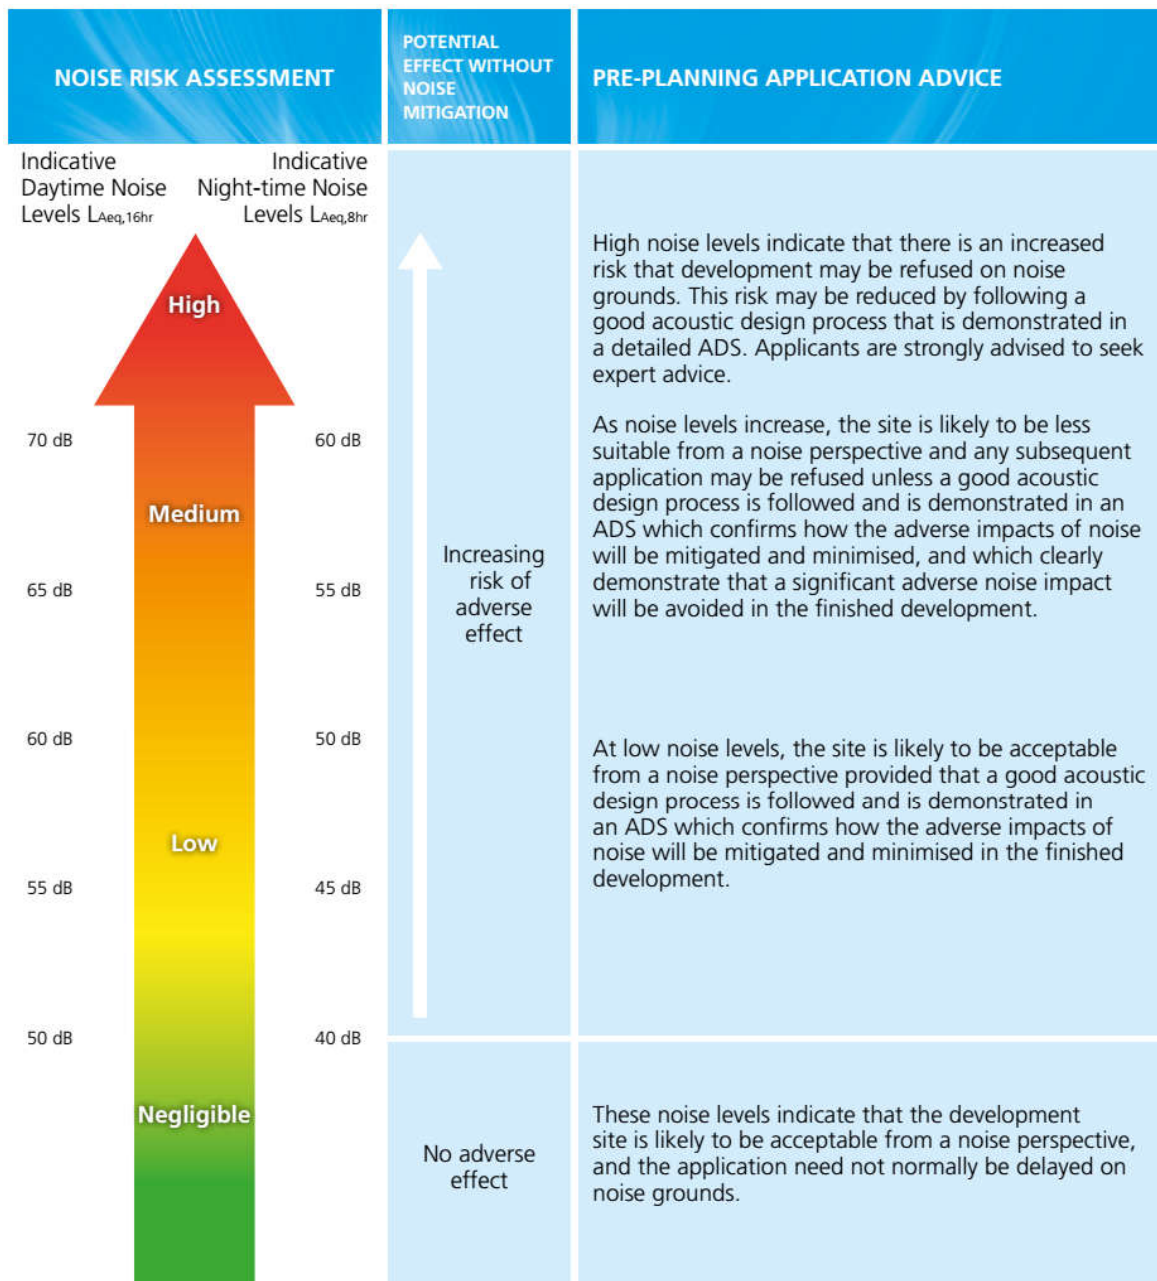 NOISE RISK ASSESSMENT
POTENTIAL
EFFECT WITHOUT
NOISE
MITIGATION
PRE-PLANNING APPLICATION ADVICE
Indicative
Daytime Noise
Levels LAeq,16hr
Indicative
Night-time Noise
Levels LAeq,8hr
High
70 dB
60 dB
Medium
65 dB
55 dB
60 dB
50 dB
Low
55 dB
45 dB
50 dB
40 dB
Negligible
Increasing
risk of
adverse
effect
No adverse
effect
High noise levels indicate that there is an increased
risk that development may be refused on noise
grounds. This risk may be reduced by following a
good acoustic design process that is demonstrated in
a detailed ADS. Applicants are strongly advised to seek
expert advice.
As noise levels increase, the site is likely to be less
suitable from a noise perspective and any subsequent
application may be refused unless a good acoustic
design process is followed and is demonstrated in an
ADS which confirms how the adverse impacts of noise
will be mitigated and minimised, and which clearly
demonstrate that a significant adverse noise impact
will be avoided in the finished development.
At low noise levels, the site is likely to be acceptable
from a noise perspective provided that a good acoustic
design process is followed and is demonstrated in
an ADS which confirms how the adverse impacts of
noise will be mitigated and minimised in the finished
development.
These noise levels indicate that the development
site is likely to be acceptable from a noise perspective,
and the application need not normally be delayed on
noise grounds.